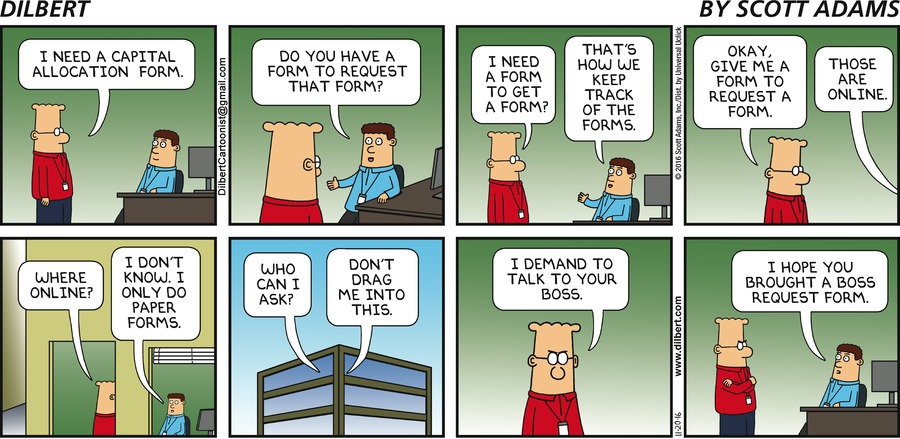 DILBERT
BY SCOTT ADAMS
I NEED A CAPITAL
ALLOCATION FORM.
DilbertCartoonist@gmail.com
DO YOU HAVE A
FORM TO REQUEST
THAT FORM?
I NEED
A FORM
TO GET
A FORM?
THAT'S
HOW WE
KEEP
TRACK
OF THE
FORMS.
© 2016 Scott Adams, Inc./Dist. by Universal Uclick
OKAY,
GIVE ME A
FORM TO
REQUEST A
FORM.
THOSE
ARE
ONLINE.
WHERE
ONLINE?
I DON'T
KNOW. I
ONLY DO
PAPER
FORMS.
WHO
CAN I
ASK?
DON'T
DRAG
ME INTO
THIS.
I DEMAND TO
TALK TO YOUR
BOSS.
11-20-16
www.dilbert.com
I HOPE YOU
BROUGHT A BOSS
REQUEST FORM.